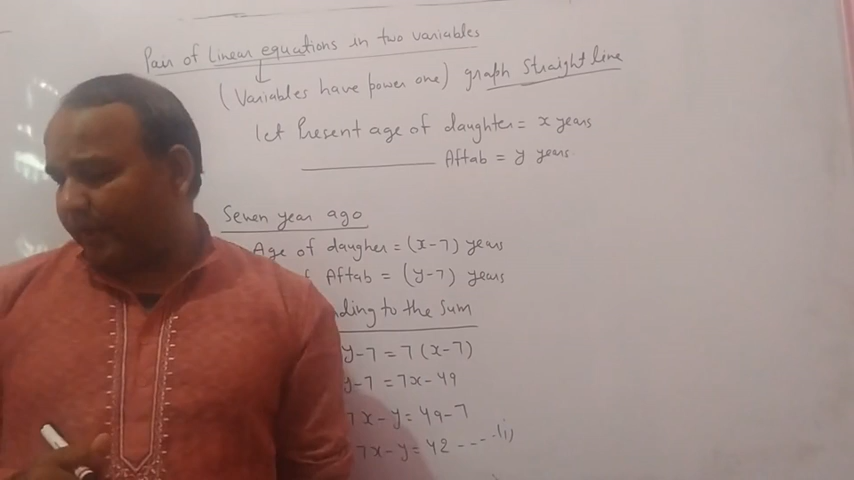 Pair of linear equations in two variables
(Variables have power one) graph straight line
let Present age of daughter = x years
Aftab = y years
Seven year ago
Age of daugher = (x-7) years
Aftab = (y-7) years
to the Sum
y-7 = 7(x-7)
y-7 = 7x-49
7x-y = 49-7
7x-y = 42 ---- (i)